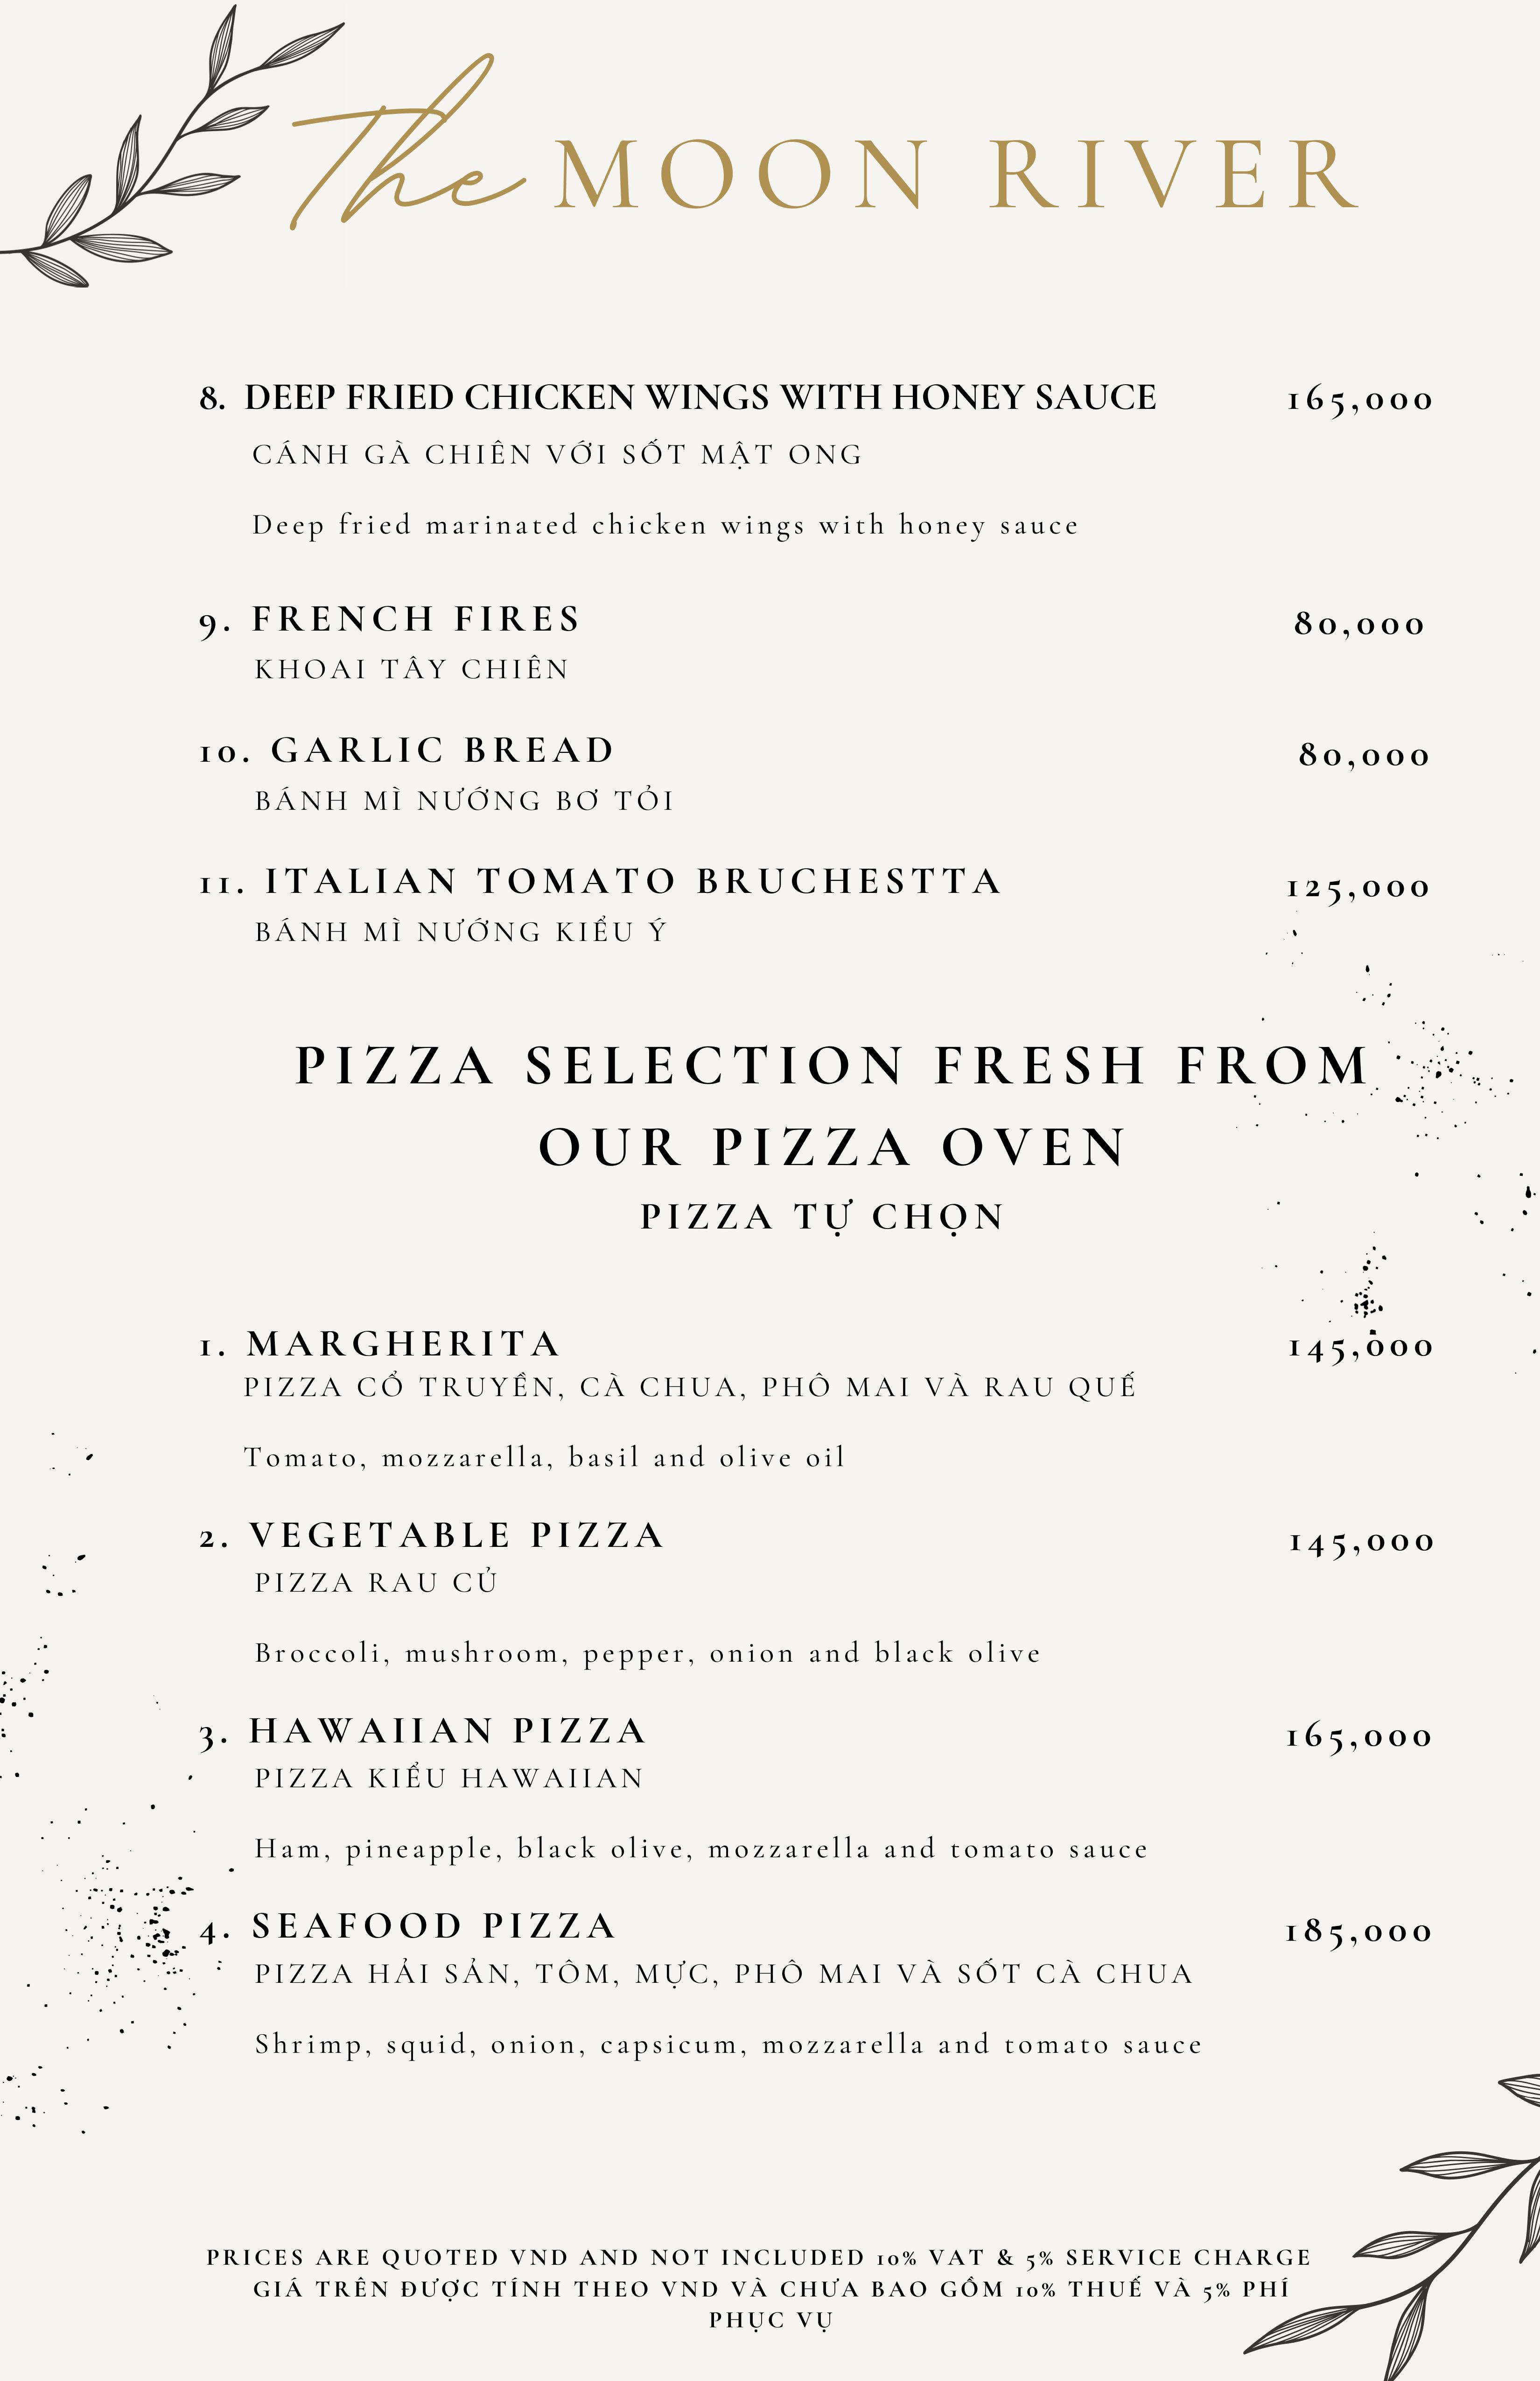 The MOON RIVER
8. DEEP FRIED CHICKEN WINGS WITH HONEY SAUCE 165,000
CÁNH GÀ CHIÊN VỚI SỐT MẬT ONG
Deep fried marinated chicken wings with honey sauce
9. FRENCH FIRES 80,000
KHOAI TÂY CHIÊN
10. GARLIC BREAD 80,000
BÁNH MÌ NƯỚNG BƠ TỎI
11. ITALIAN TOMATO BRUCHESTTA 125,000
BÁNH MÌ NƯỚNG KIỂU Ý
PIZZA SELECTION FRESH FROM
OUR PIZZA OVEN
PIZZA TỰ CHỌN
1. MARGHERITA 145,000
PIZZA CỔ TRUYỀN, CÀ CHUA, PHÔ MAI VÀ RAU QUẾ
Tomato, mozzarella, basil and olive oil
2. VEGETABLE PIZZA 145,000
PIZZA RAU CỦ
Broccoli, mushroom, pepper, onion and black olive
3. HAWAIIAN PIZZA 165,000
PIZZA KIỂU HAWAIIAN
Ham, pineapple, black olive, mozzarella and tomato sauce
4. SEAFOOD PIZZA 185,000
PIZZA HẢI SẢN, TÔM, MỰC, PHÔ MAI VÀ SỐT CÀ CHUA
Shrimp, squid, onion, capsicum, mozzarella and tomato sauce
PRICES ARE QUOTED VND AND NOT INCLUDED 10% VAT & 5% SERVICE CHARGE
GIÁ TRÊN ĐƯỢC TÍNH THEO VND VÀ CHƯA BAO GỒM 10% THUẾ VÀ 5% PHÍ
PHỤC VỤ